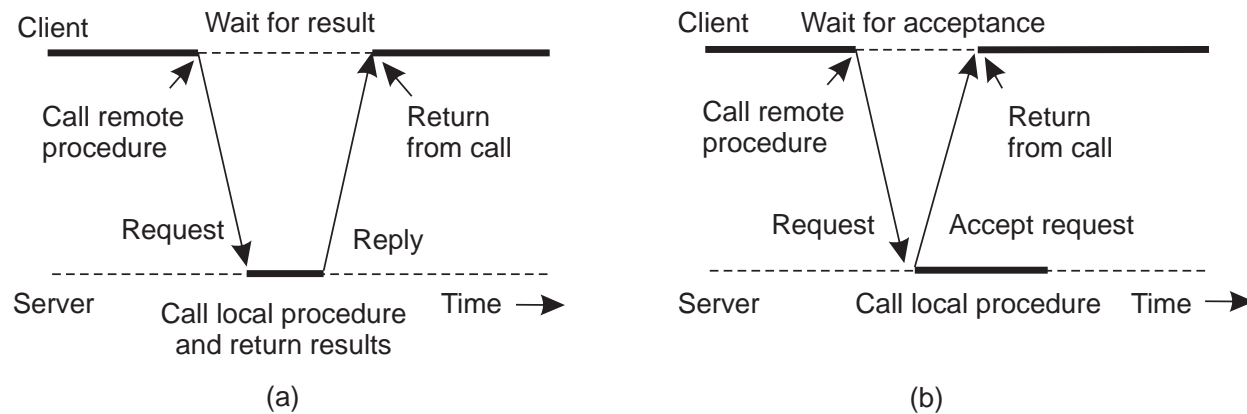 Client
Wait for result
Call remote
procedure
Return
from call
Request
Reply
Server
Call local procedure
and return results
Time
(a)
Client
Wait for acceptance
Call remote
procedure
Return
from call
Request
Accept request
Server
Call local procedure
Time
(b)